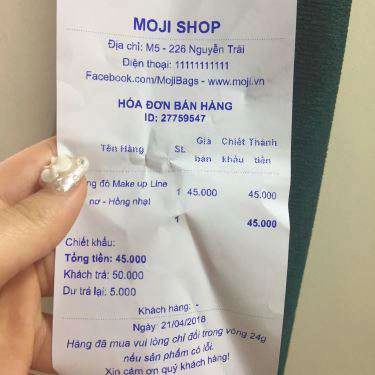 MOJI SHOP
Địa chỉ: M5 - 226 Nguyễn Trãi
Điện thoại: 11111111111
Facebook.com/MojiBags - www.moji.vn
HÓA ĐƠN BÁN HÀNG
ID: 27759547
Tên Hàng SL Giá bán Chiết khấu Thành tiền
đồ Make up Line 1 45.000 45.000
nơ - Hồng nhạt
1 45.000
Chiết khấu:
Tổng tiền: 45.000
Khách trả: 50.000
Dư trả lại: 5.000
Khách hàng: -
Ngày: 21/04/2018
Hàng đã mua vui lòng chỉ đổi trong vòng 24g
nếu sản phẩm có lỗi.
Xin cảm ơn quý khách hàng!